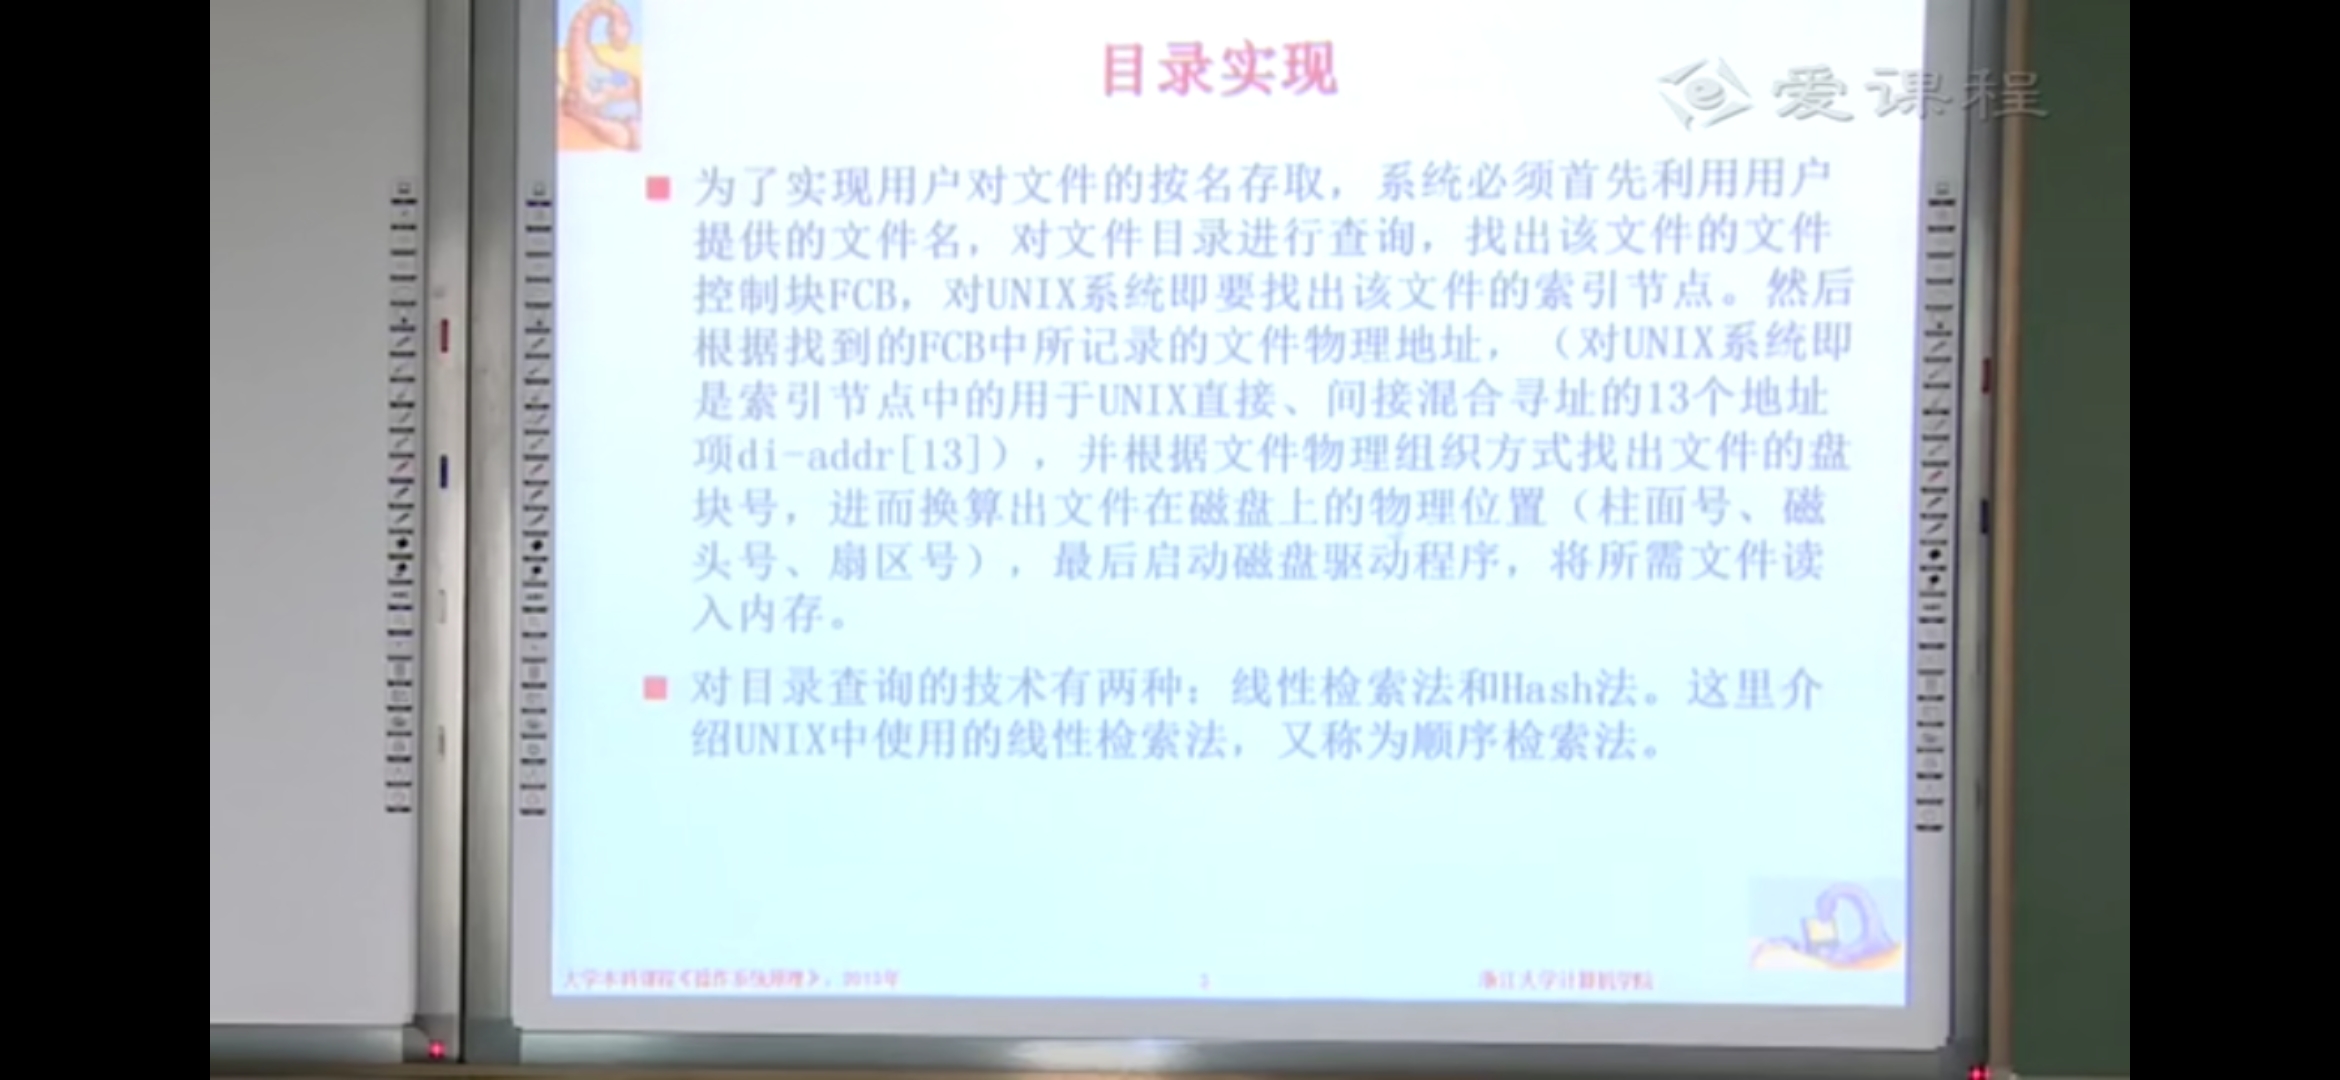 目录实现
爱课程
为了实现用户对文件的按名存取，系统必须首先利用用户
提供的文件名，对文件目录进行查询，找出该文件的文件
控制块FCB，对UNIX系统即要找出该文件的索引节点。然后
根据找到的FCB中所记录的文件物理地址，（对UNIX系统即
是索引节点中的用于UNIX直接、间接混合寻址的13个地址
项di-addr[13]），并根据文件物理组织方式找出文件的盘
块号，进而换算出文件在磁盘上的物理位置（柱面号、磁
头号、扇区号），最后启动磁盘驱动程序，将所需文件读
入内存。
对目录查询的技术有两种：线性检索法和Hash法。这里介
绍UNIX中使用的线性检索法，又称为顺序检索法。
大学本科课程《操作系统原理》，
浙江大学计算机学院